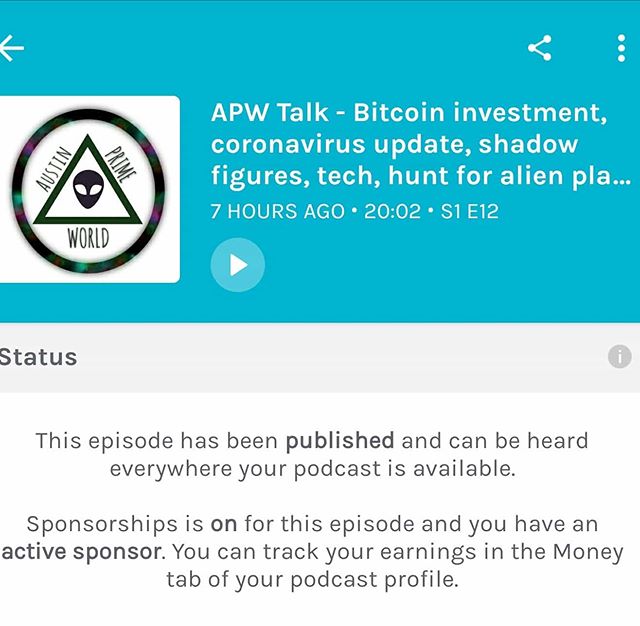 AUSTIN
PRIME
WORLD
APW Talk - Bitcoin investment,
coronavirus update, shadow
figures, tech, hunt for alien pla...
7 HOURS AGO • 20:02 • S1 E12
Status
i
This episode has been published and can be heard
everywhere your podcast is available.
Sponsorships is on for this episode and you have an
active sponsor. You can track your earnings in the Money
tab of your podcast profile.